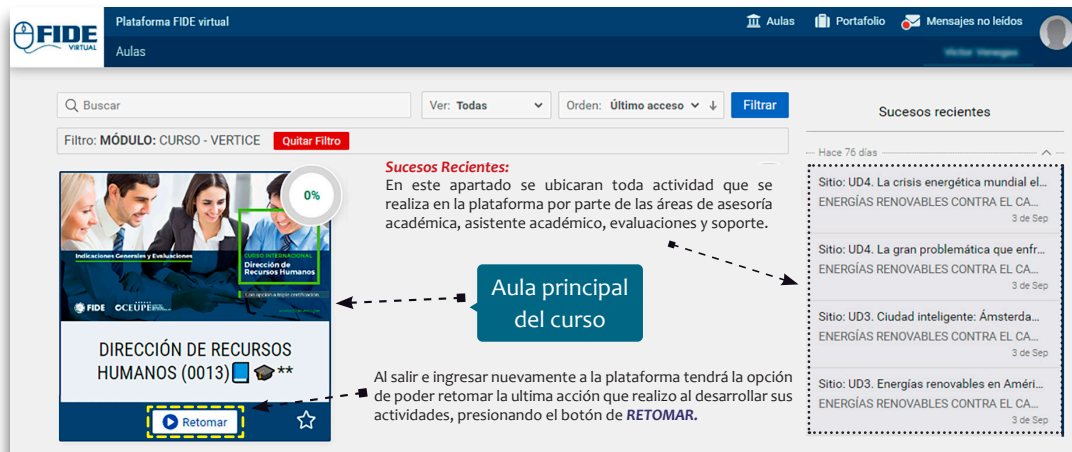 FIDE
VIRTUAL
Plataforma FIDE virtual
Aulas
Portafolio
Mensajes no leídos
Aulas
Victor Venegas
Buscar
Ver: Todas
Orden: Último acceso
Filtrar
Filtro: MÓDULO: CURSO - VERTICE
Quitar Filtro
0%
Indicaciones Generales y Evaluaciones
CURSO INTERNACIONAL
Dirección de
Recursos Humanos
Con opción a triple certificación
FIDE
OCEUPE
DIRECCIÓN DE RECURSOS
HUMANOS (0013)📘🎓**
Retomar
Sucesos Recientes:
En este apartado se ubicaran toda actividad que se
realiza en la plataforma por parte de las áreas de asesoría
académica, asistente académico, evaluaciones y soporte.
Aula principal
del curso
Al salir e ingresar nuevamente a la plataforma tendrá la opción
de poder retomar la ultima acción que realizo al desarrollar sus
actividades, presionando el botón de RETOMAR.
Sucesos recientes
Hace 76 días
Sitio: UD4. La crisis energética mundial el...
ENERGÍAS RENOVABLES CONTRA EL CA...
3 de Sep
Sitio: UD4. La gran problemática que enfr...
ENERGÍAS RENOVABLES CONTRA EL CA...
3 de Sep
Sitio: UD3. Ciudad inteligente: Ámsterda...
ENERGÍAS RENOVABLES CONTRA EL CA...
3 de Sep
Sitio: UD3. Energías renovables en Améri...
ENERGÍAS RENOVABLES CONTRA EL CA...
3 de Sep